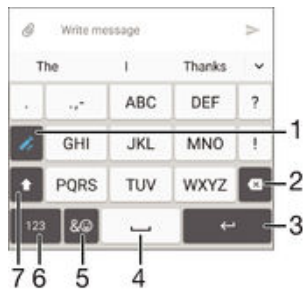 Write message
The I Thanks
. .,- ABC DEF ?
GHI JKL MNO ! 1
PQRS TUV WXYZ 2
123 &☺ 3
7 6 5 4